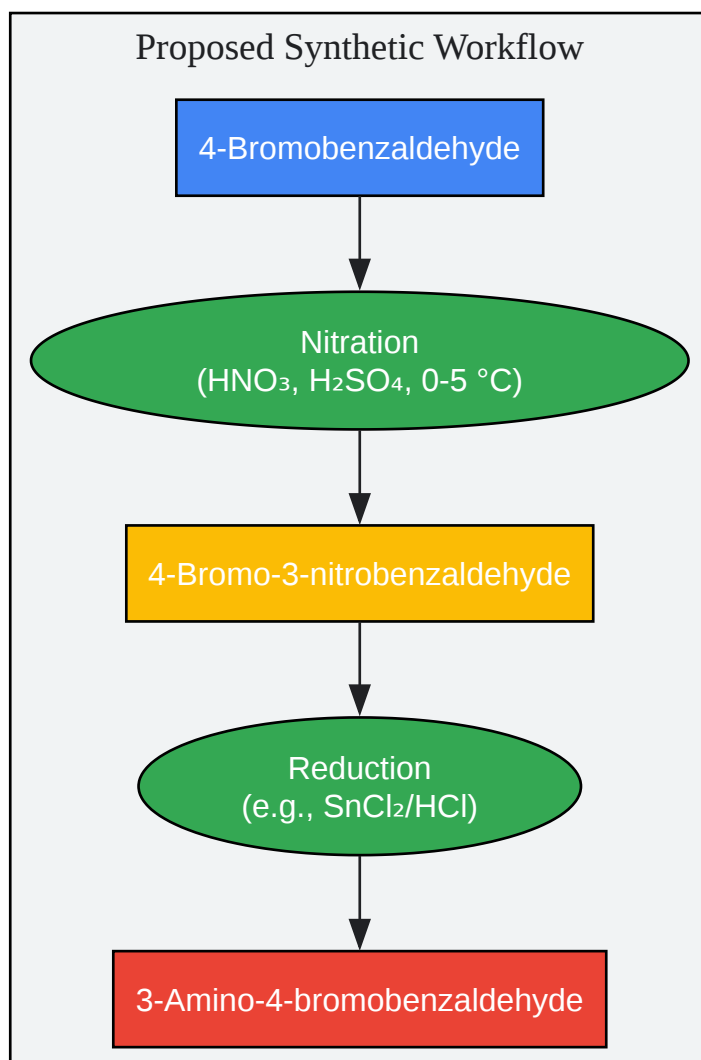 Proposed Synthetic Workflow
4-Bromobenzaldehyde
Nitration
(HNO₃, H₂SO₄, 0-5 °C)
4-Bromo-3-nitrobenzaldehyde
Reduction
(e.g., SnCl₂/HCl)
3-Amino-4-bromobenzaldehyde